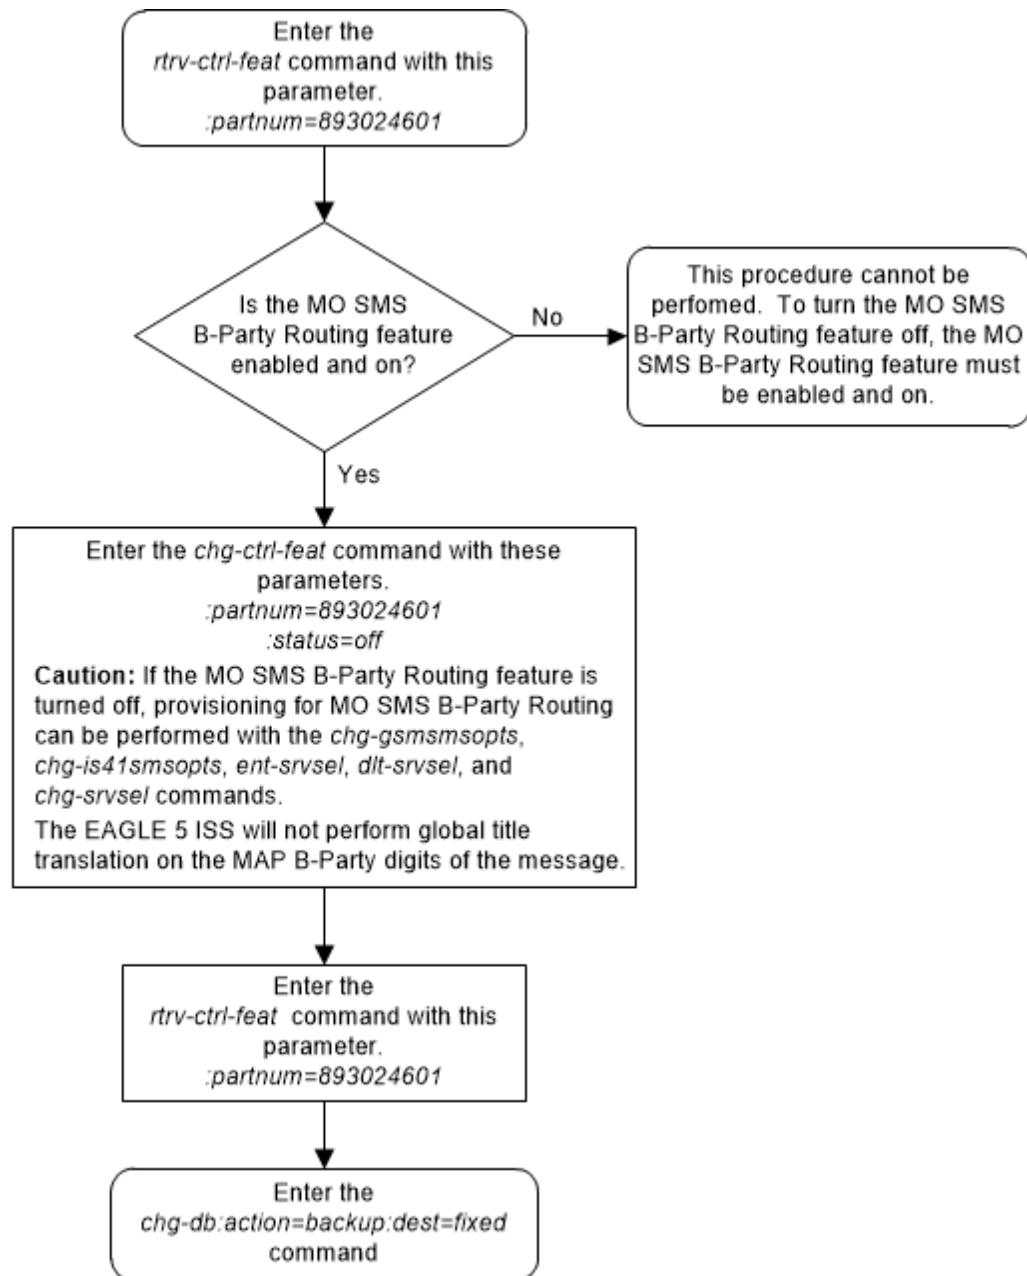 Enter the
rtrv-ctrl-feat command with this
parameter.
:partnum=893024601
Is the MO SMS
B-Party Routing feature
enabled and on?
No
This procedure cannot be
perfomed. To turn the MO SMS
B-Party Routing feature off, the MO
SMS B-Party Routing feature must
be enabled and on.
Yes
Enter the chg-ctrl-feat command with these
parameters.
:partnum=893024601
:status=off
Caution: If the MO SMS B-Party Routing feature is
turned off, provisioning for MO SMS B-Party Routing
can be performed with the chg-gsmsmsopts,
chg-is41smsopts, ent-srvsel, dlt-srvsel, and
chg-srvsel commands.
The EAGLE 5 ISS will not perform global title
translation on the MAP B-Party digits of the message.
Enter the
rtrv-ctrl-feat command with this
parameter.
:partnum=893024601
Enter the
chg-db:action=backup:dest=fixed
command